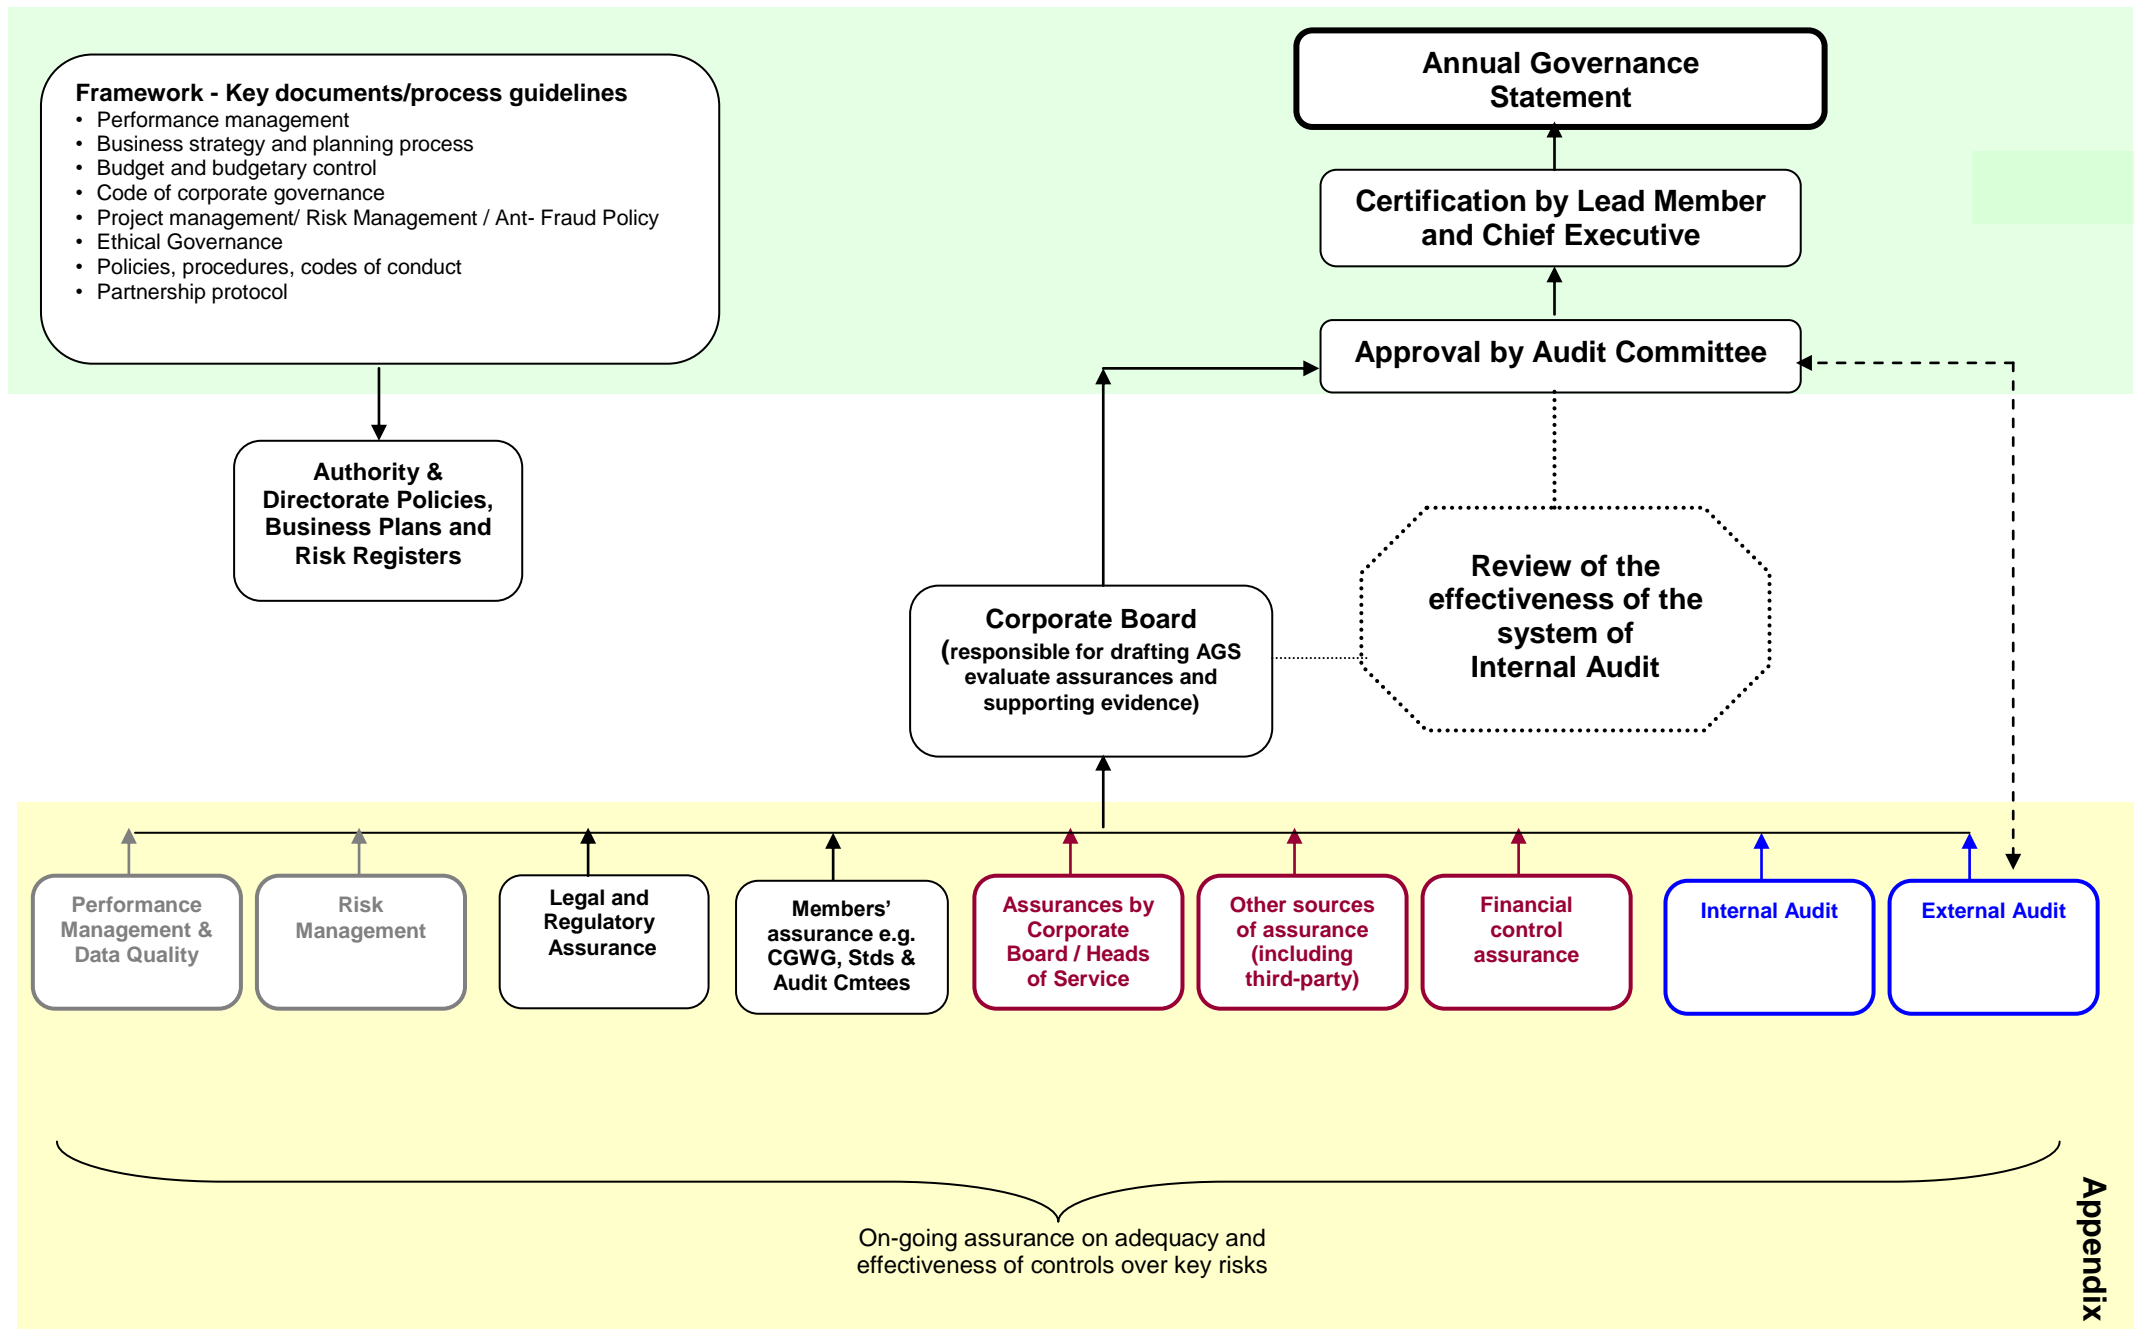 Framework - Key documents/process guidelines
• Performance management
• Business strategy and planning process
• Budget and budgetary control
• Code of corporate governance
• Project management/ Risk Management / Ant- Fraud Policy
• Ethical Governance
• Policies, procedures, codes of conduct
• Partnership protocol
Annual Governance
Statement
Certification by Lead Member
and Chief Executive
Approval by Audit Committee
Authority &
Directorate Policies,
Business Plans and
Risk Registers
Corporate Board
(responsible for drafting AGS
evaluate assurances and
supporting evidence)
Review of the
effectiveness of the
system of
Internal Audit
Performance
Management &
Data Quality
Risk
Management
Legal and
Regulatory
Assurance
Members’
assurance e.g.
CGWG, Stds &
Audit Cmtees
Assurances by
Corporate
Board / Heads
of Service
Other sources
of assurance
(including
third-party)
Financial
control
assurance
Internal Audit
External Audit
On-going assurance on adequacy and
effectiveness of controls over key risks
Appendix